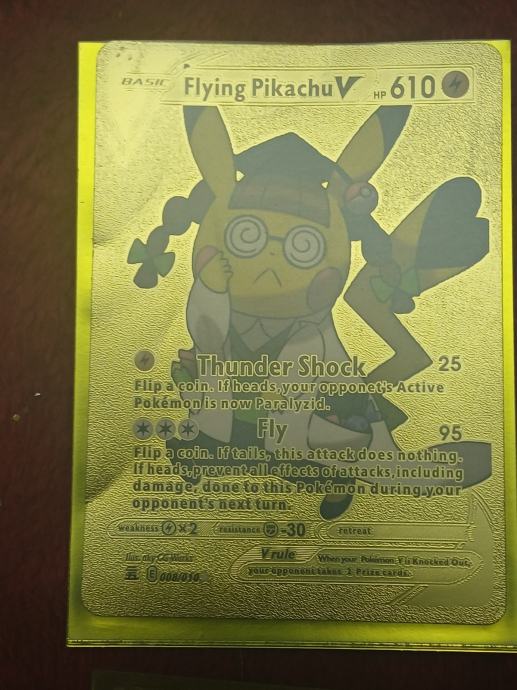 BASIC Flying Pikachu V HP 610
Thunder Shock 25
Flip a coin. If heads, your opponet's Active
Pokémon is now Paralyzid.
Fly 95
Flip a coin. If tails, this attack does nothing.
If heads, prevent all effects of attacks, including
damage, done to this Pokémon during your
opponent's next turn.
weakness ×2 resistance -30 retreat
V rule When your Pokémon V is Knocked Out,
your opponent takes 2 Prize cards.
E 008/010